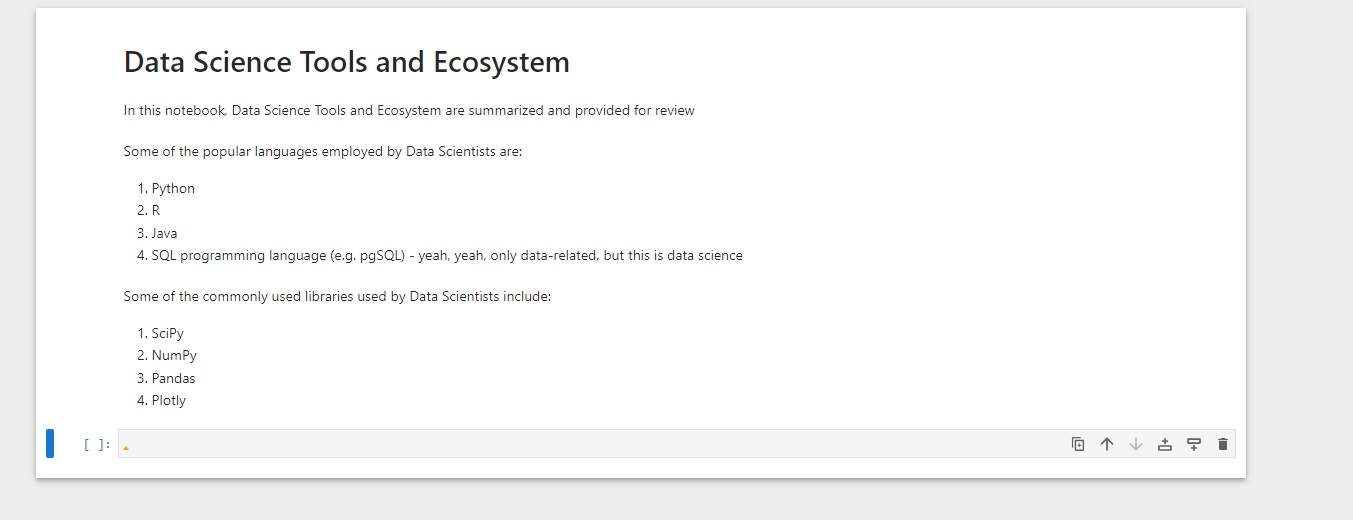 Data Science Tools and Ecosystem
In this notebook, Data Science Tools and Ecosystem are summarized and provided for review
Some of the popular languages employed by Data Scientists are:
1. Python
2. R
3. Java
4. SQL programming language (e.g. pgSQL) - yeah, yeah, only data-related, but this is data science
Some of the commonly used libraries used by Data Scientists include:
1. SciPy
2. NumPy
3. Pandas
4. Plotly
[ ]: